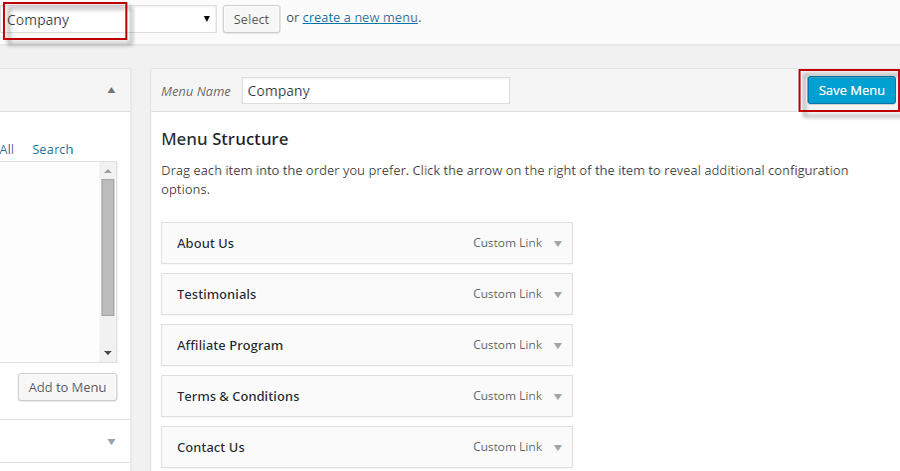 Company Select or create a new menu.
Menu Name Company Save Menu
All Search
Menu Structure
Drag each item into the order you prefer. Click the arrow on the right of the item to reveal additional configuration
options.
About Us Custom Link
Testimonials Custom Link
Affiliate Program Custom Link
Add to Menu
Terms & Conditions Custom Link
Contact Us Custom Link